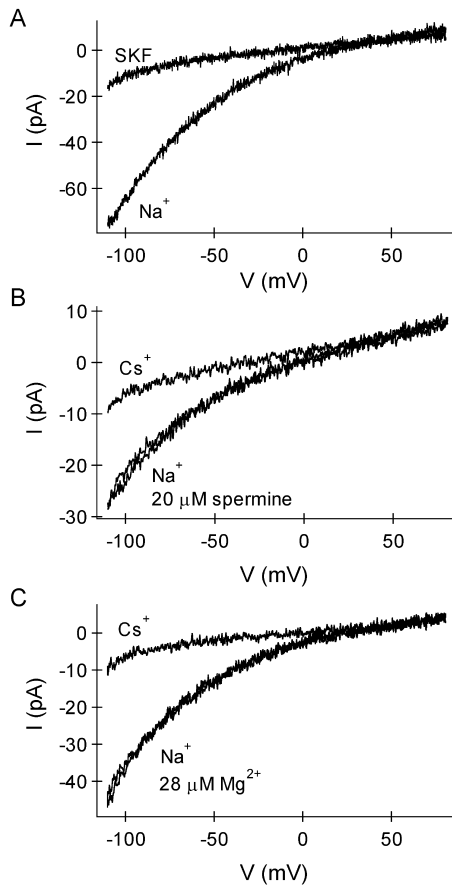 A
0
-20
-40
-60
I (pA)
SKF
Na+
-100 -50 0 50
V (mV)
B
10
0
-10
-20
-30
I (pA)
Cs+
Na+
20 μM spermine
-100 -50 0 50
V (mV)
C
0
-10
-20
-30
-40
I (pA)
Cs+
Na+
28 μM Mg2+
-100 -50 0 50
V (mV)